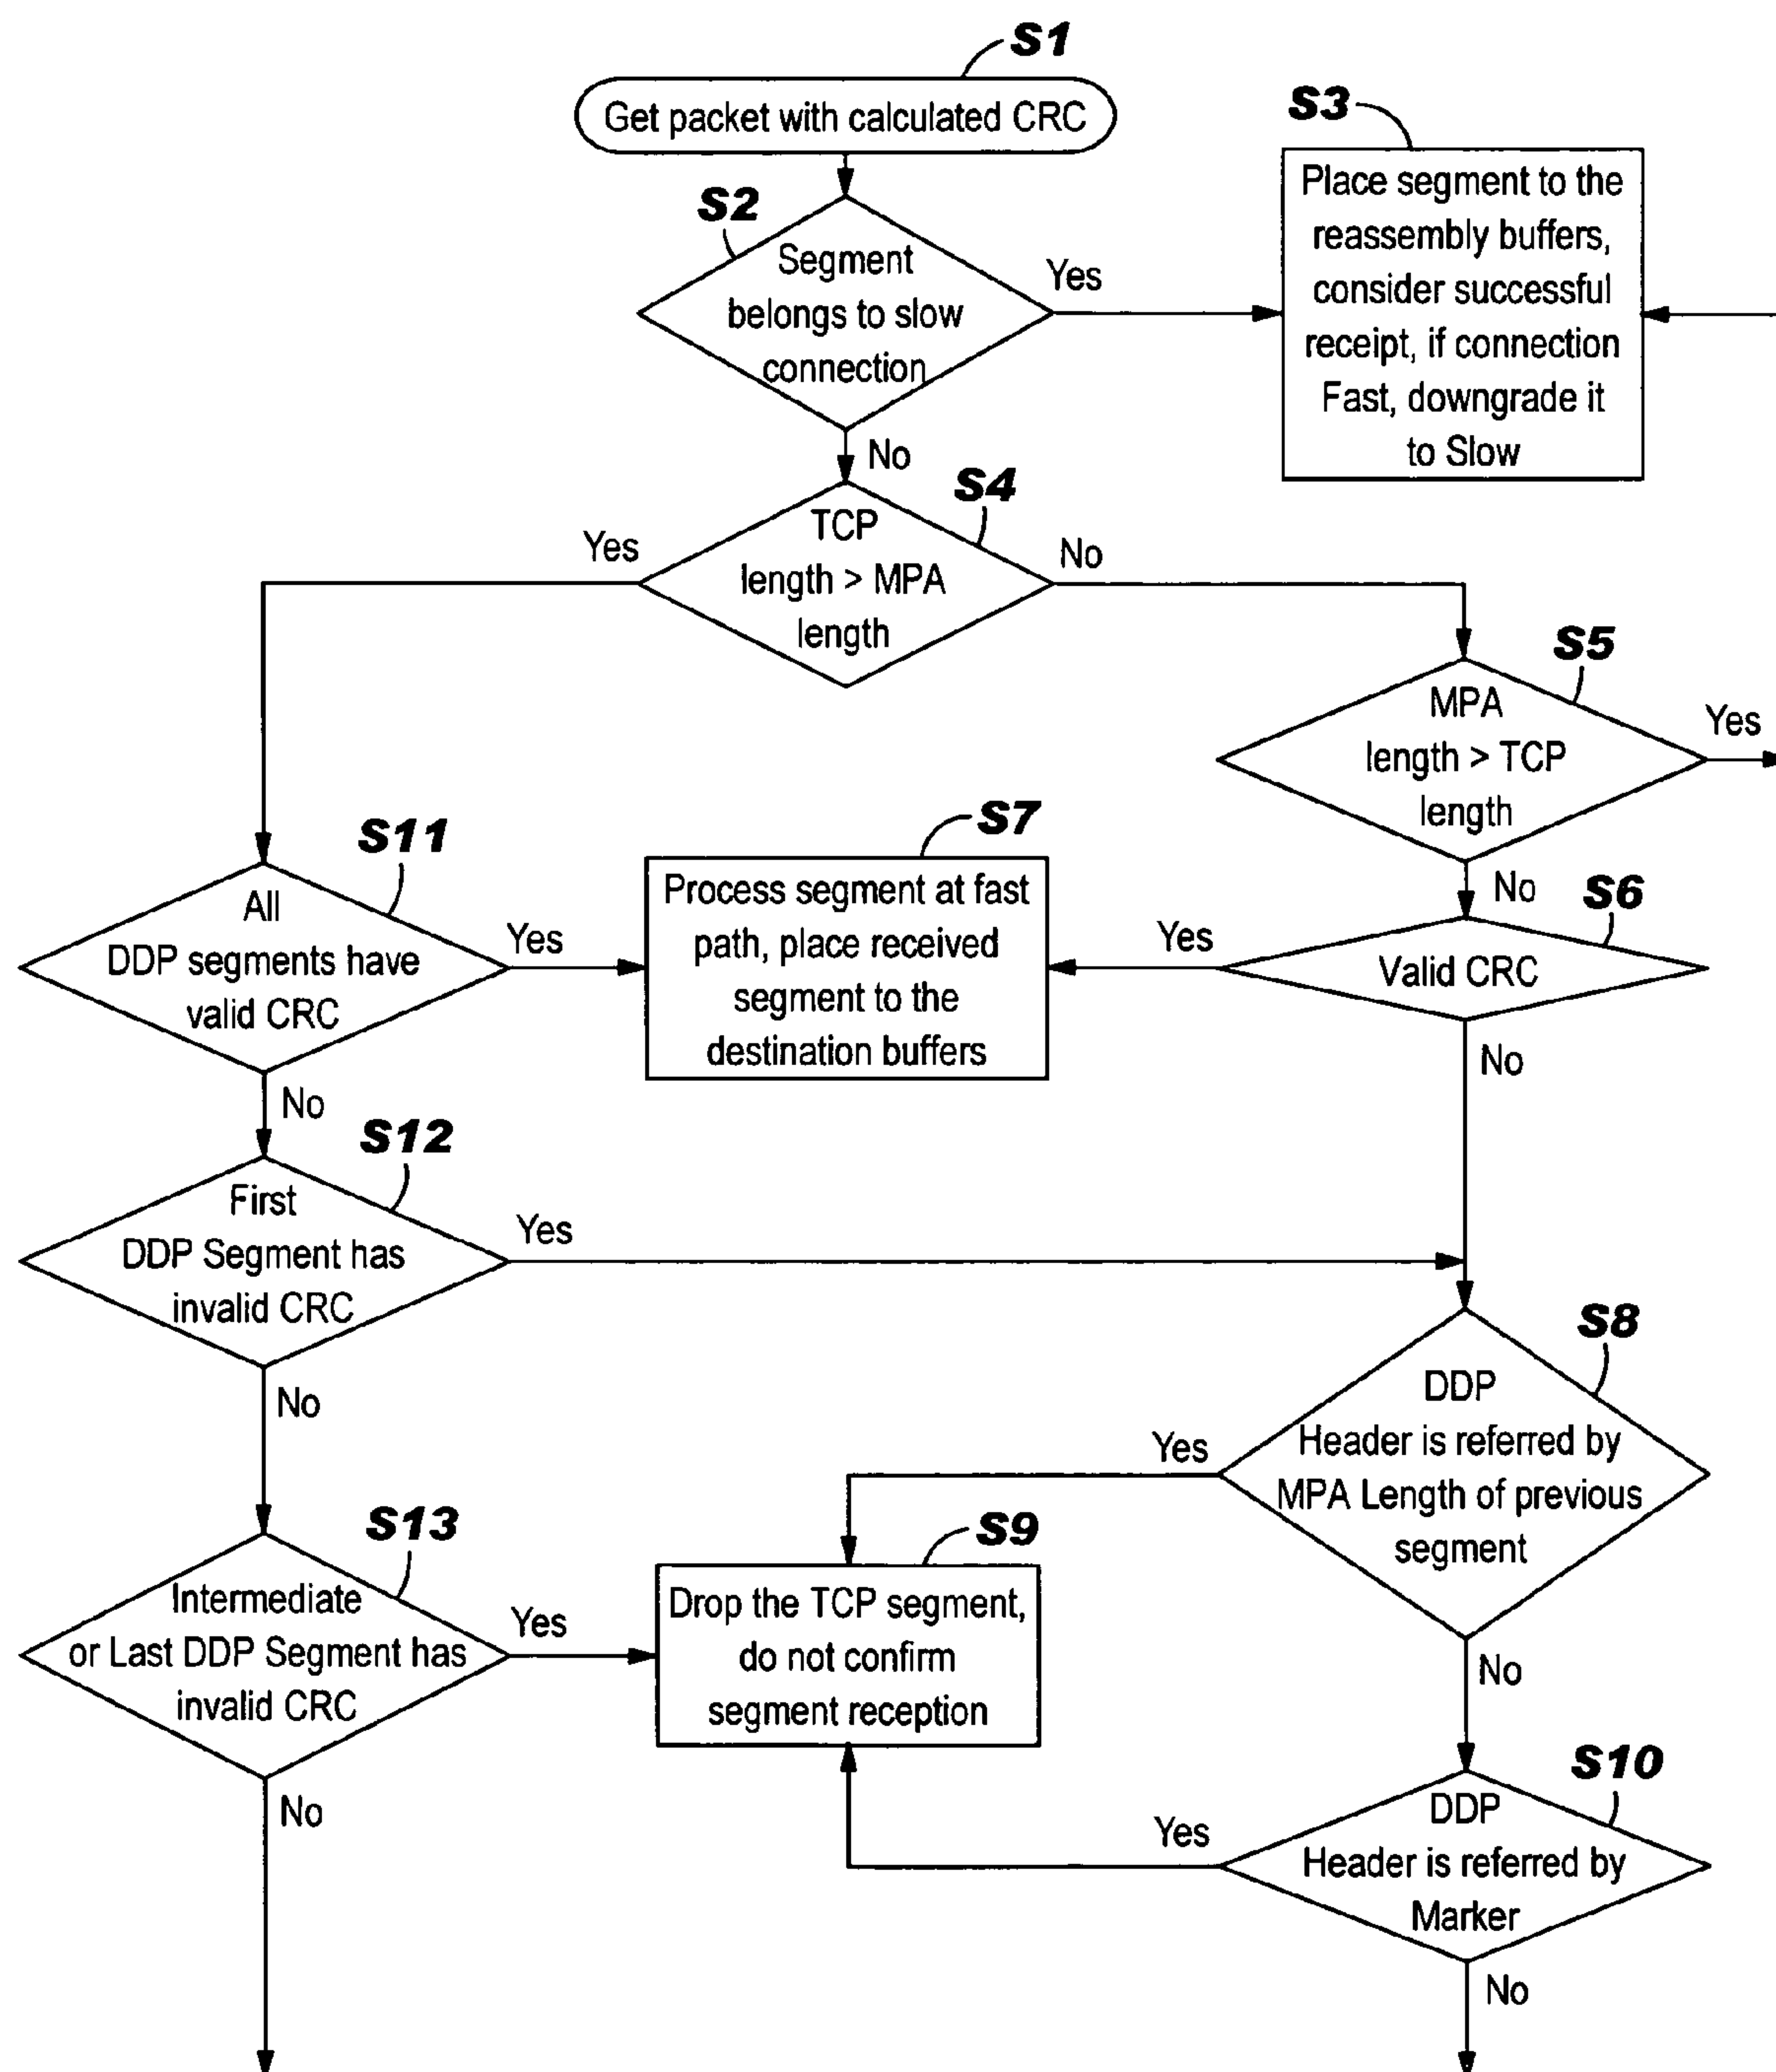 S1
Get packet with calculated CRC
S2
Segment
belongs to slow
connection
Yes
No
S3
Place segment to the
reassembly buffers,
consider successful
receipt, if connection
Fast, downgrade it
to Slow
S4
TCP
length > MPA
length
Yes
No
S5
MPA
length > TCP
length
Yes
No
S6
Valid CRC
Yes
No
S7
Process segment at fast
path, place received
segment to the
destination buffers
S11
All
DDP segments have
valid CRC
Yes
No
S12
First
DDP Segment has
invalid CRC
Yes
No
S8
DDP
Header is referred by
MPA Length of previous
segment
Yes
No
S13
Intermediate
or Last DDP Segment has
invalid CRC
Yes
No
S9
Drop the TCP segment,
do not confirm
segment reception
S10
DDP
Header is referred by
Marker
Yes
No